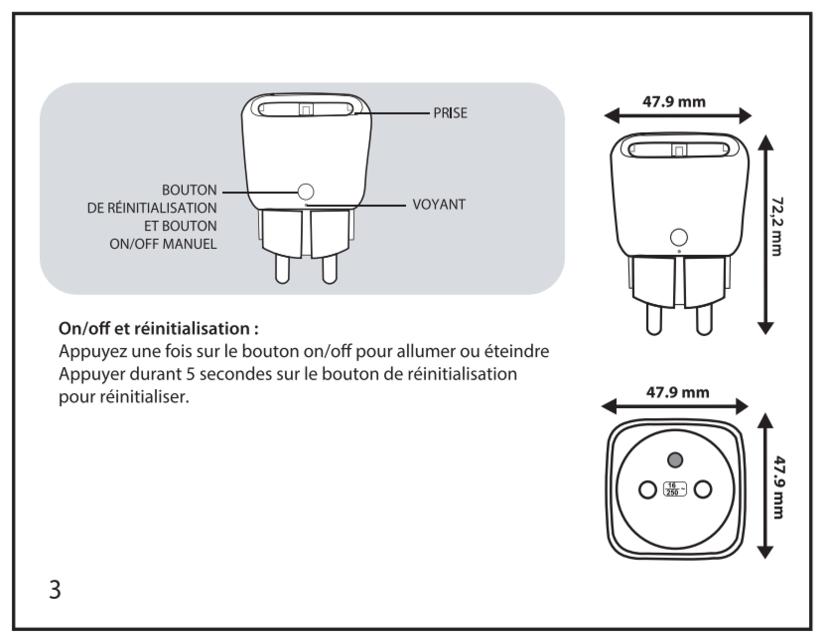 PRISE
BOUTON
DE RÉINITIALISATION
ET BOUTON
ON/OFF MANUEL
VOYANT
47.9 mm
72,2 mm
On/off et réinitialisation :
Appuyez une fois sur le bouton on/off pour allumer ou éteindre
Appuyer durant 5 secondes sur le bouton de réinitialisation
pour réinitialiser.
47.9 mm
47.9 mm
16
250 ~
3